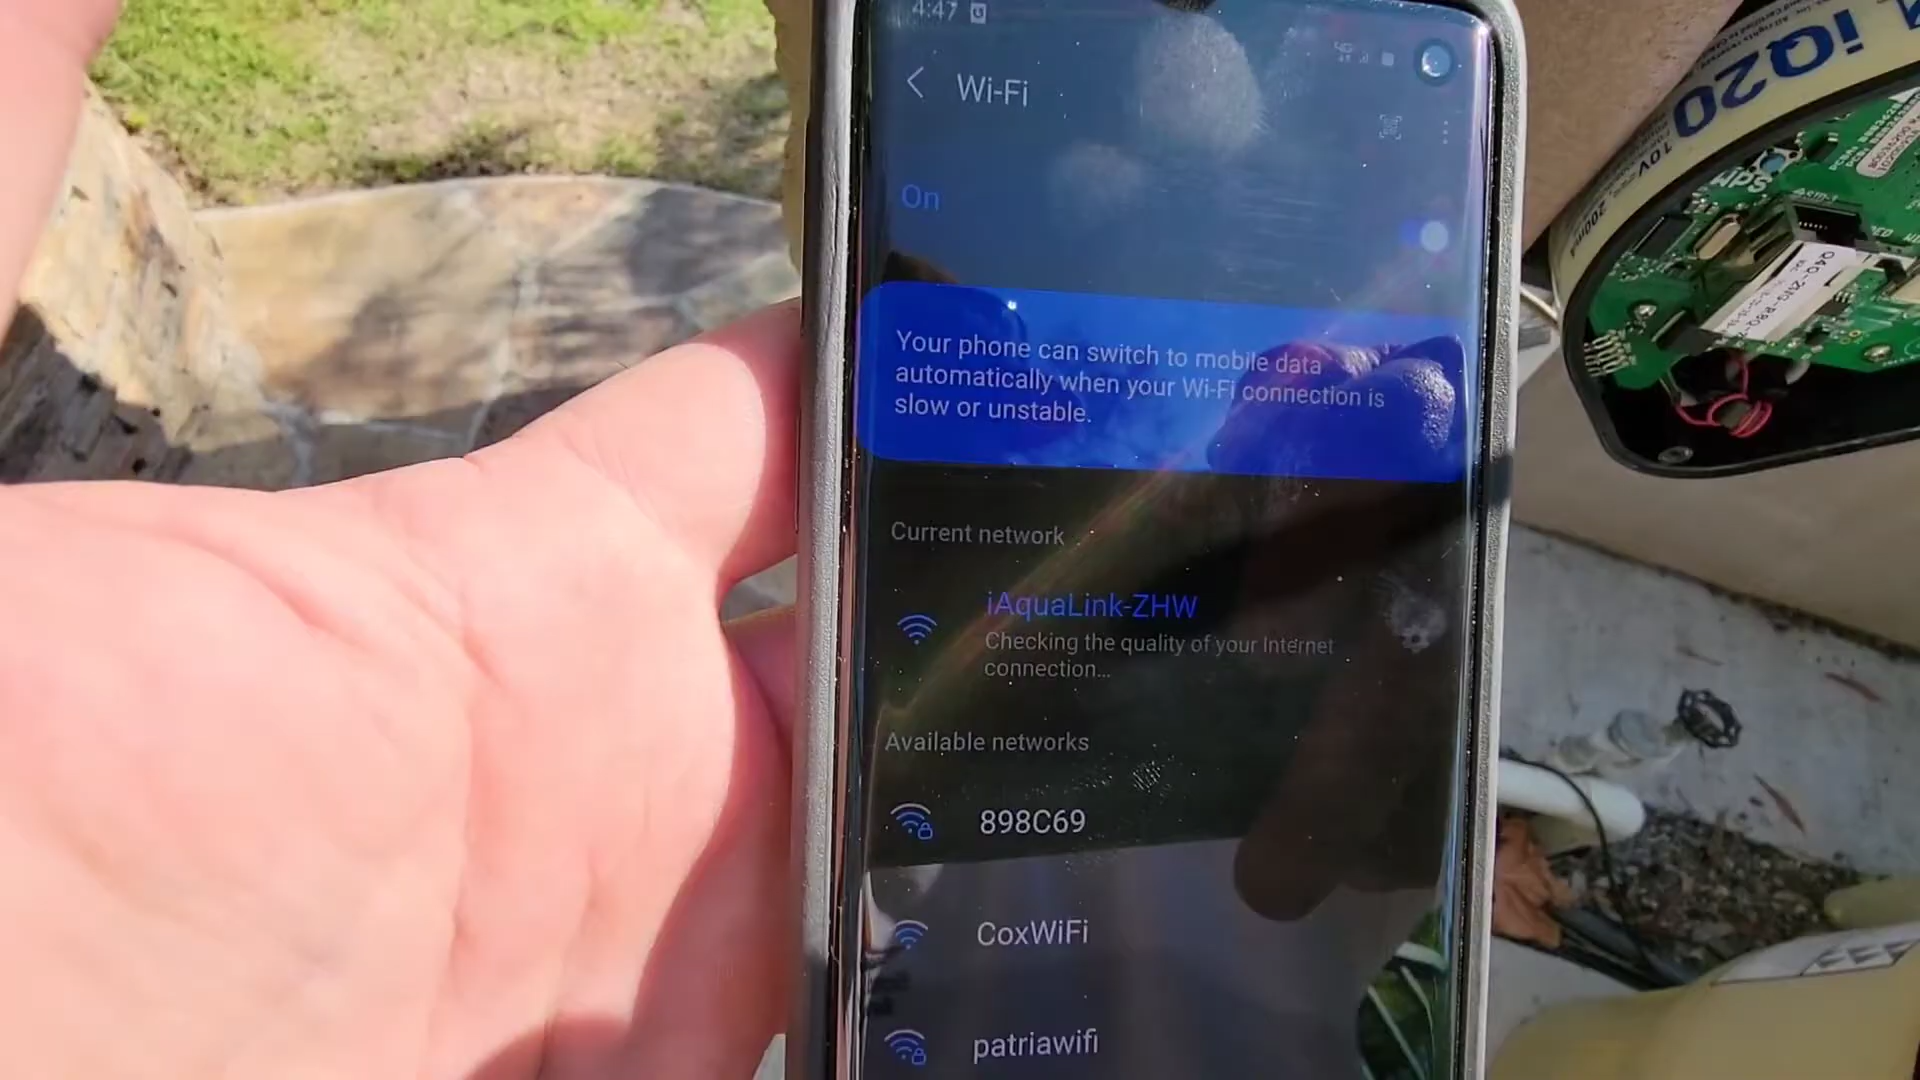 4:47
4G
Wi-Fi
On
Your phone can switch to mobile data
automatically when your Wi-Fi connection is
slow or unstable.
Current network
iAquaLink-ZHW
Checking the quality of your Internet
connection...
Available networks
898C69
CoxWiFi
patriawifi
iQ20
10V
200mA